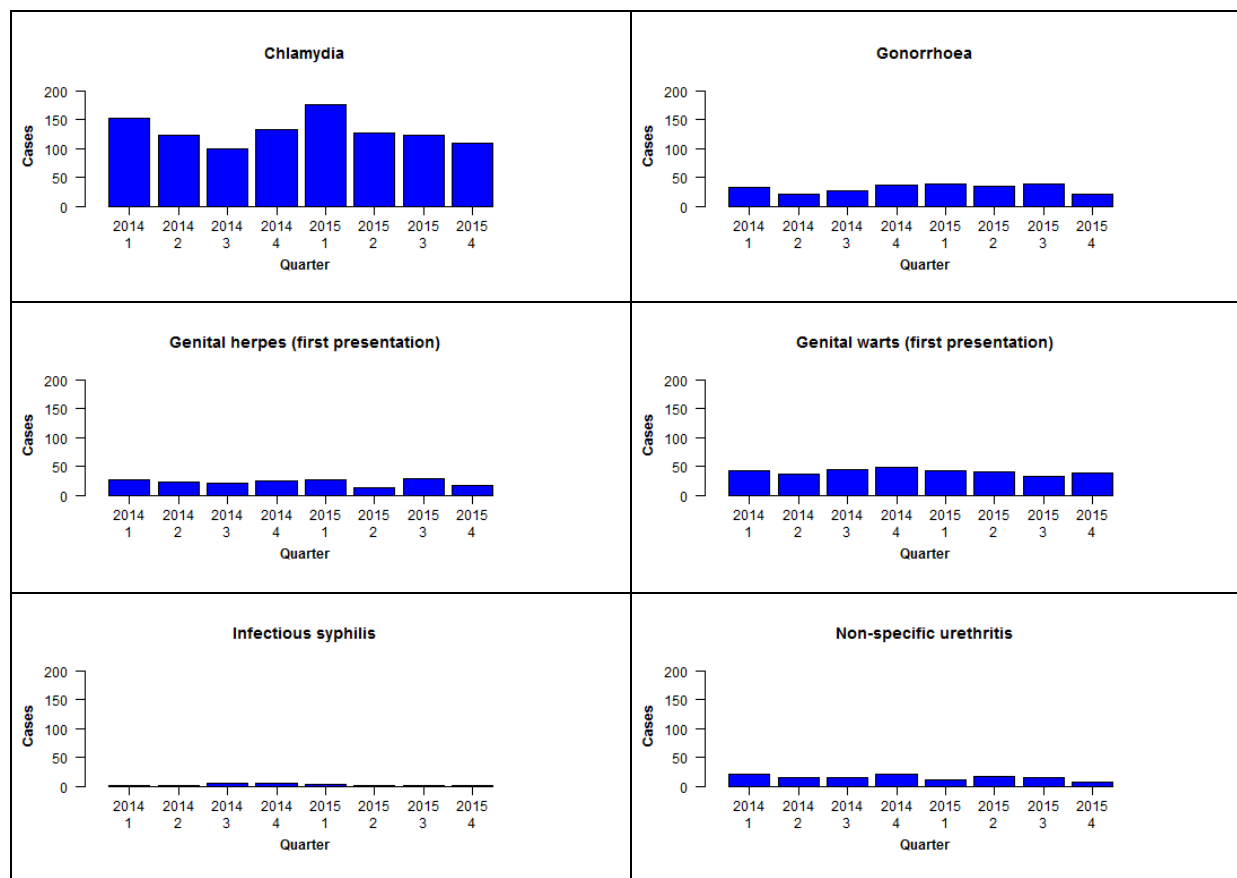 Chlamydia
200
150
100
50
0
Cases
2014 2014 2014 2014 2015 2015 2015 2015
1 2 3 4 1 2 3 4
Quarter
Gonorrhoea
200
150
100
50
0
Cases
2014 2014 2014 2014 2015 2015 2015 2015
1 2 3 4 1 2 3 4
Quarter
Genital herpes (first presentation)
200
150
100
50
0
Cases
2014 2014 2014 2014 2015 2015 2015 2015
1 2 3 4 1 2 3 4
Quarter
Genital warts (first presentation)
200
150
100
50
0
Cases
2014 2014 2014 2014 2015 2015 2015 2015
1 2 3 4 1 2 3 4
Quarter
Infectious syphilis
200
150
100
50
0
Cases
2014 2014 2014 2014 2015 2015 2015 2015
1 2 3 4 1 2 3 4
Quarter
Non-specific urethritis
200
150
100
50
0
Cases
2014 2014 2014 2014 2015 2015 2015 2015
1 2 3 4 1 2 3 4
Quarter